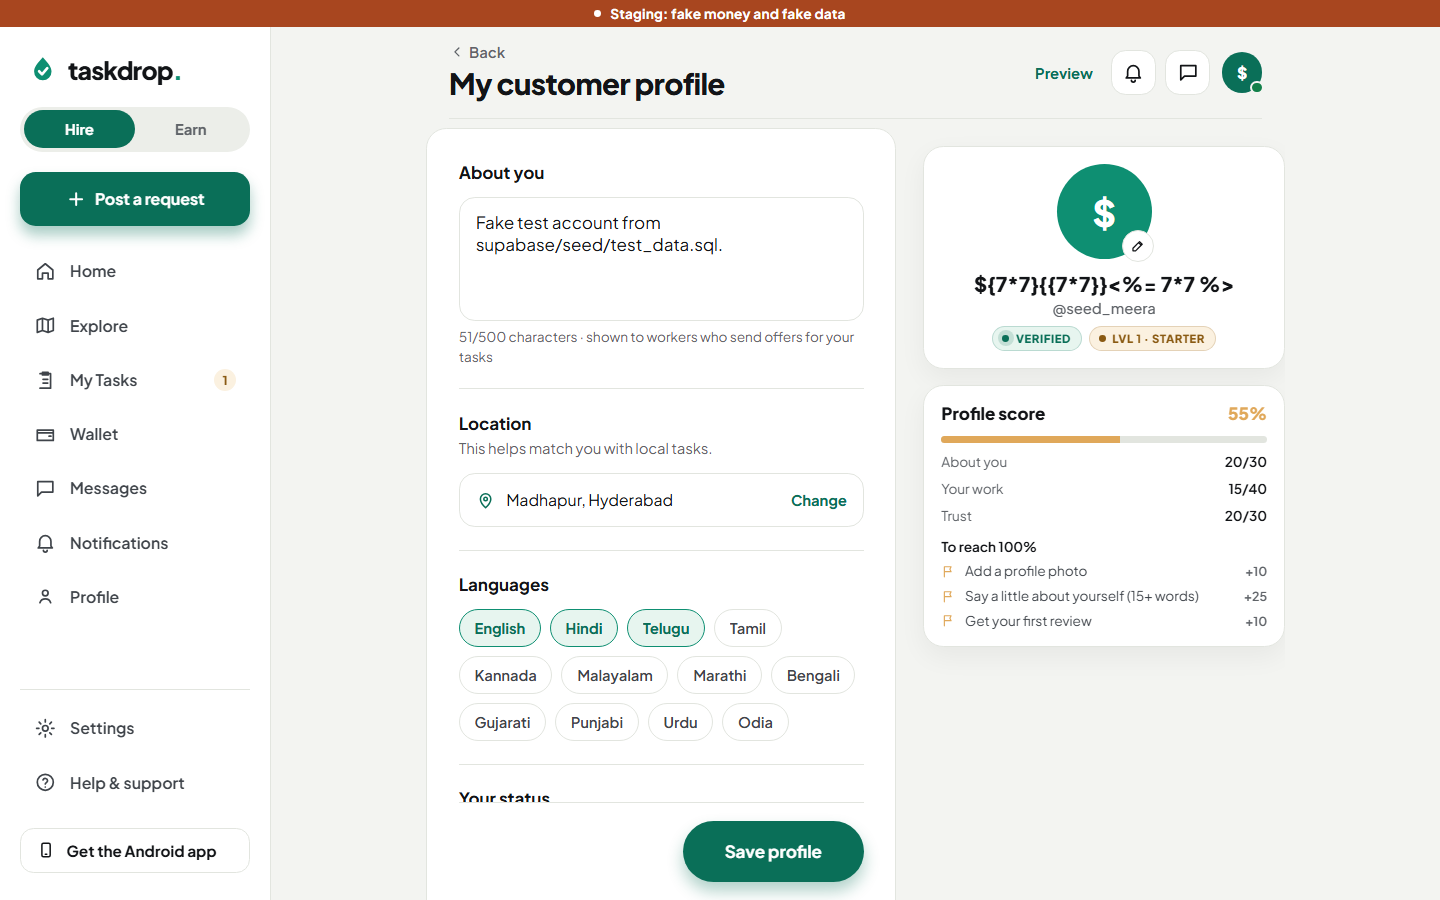 Staging: fake money and fake data
taskdrop.
Hire
Earn
Post a request
Home
Explore
My Tasks
1
Wallet
Messages
Notifications
Profile
Settings
Help & support
Get the Android app
Back
My customer profile
Preview
$
About you
Fake test account from
supabase/seed/test_data.sql.
51/500 characters · shown to workers who send offers for your
tasks
Location
This helps match you with local tasks.
Madhapur, Hyderabad
Change
Languages
English
Hindi
Telugu
Tamil
Kannada
Malayalam
Marathi
Bengali
Gujarati
Punjabi
Urdu
Odia
Your status
Save profile
$
${7*7}{{7*7}}<%= 7*7 %>
@seed_meera
VERIFIED
LVL 1 · STARTER
Profile score
55%
About you
20/30
Your work
15/40
Trust
20/30
To reach 100%
Add a profile photo
+10
Say a little about yourself (15+ words)
+25
Get your first review
+10